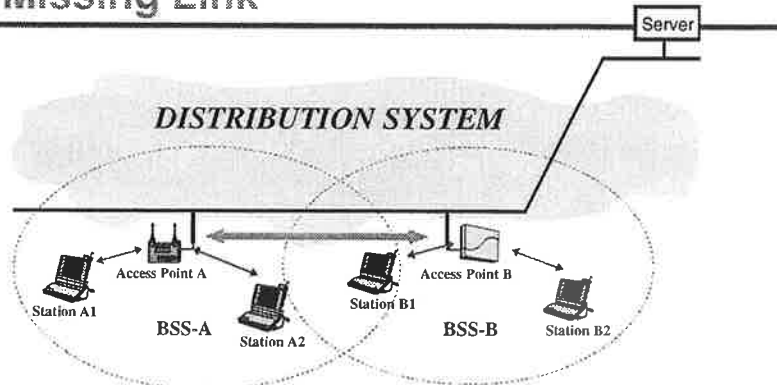 Missing Link
Server
DISTRIBUTION SYSTEM
Access Point A
Access Point B
Station A1
Station B1
BSS-A
Station A2
BSS-B
Station B2